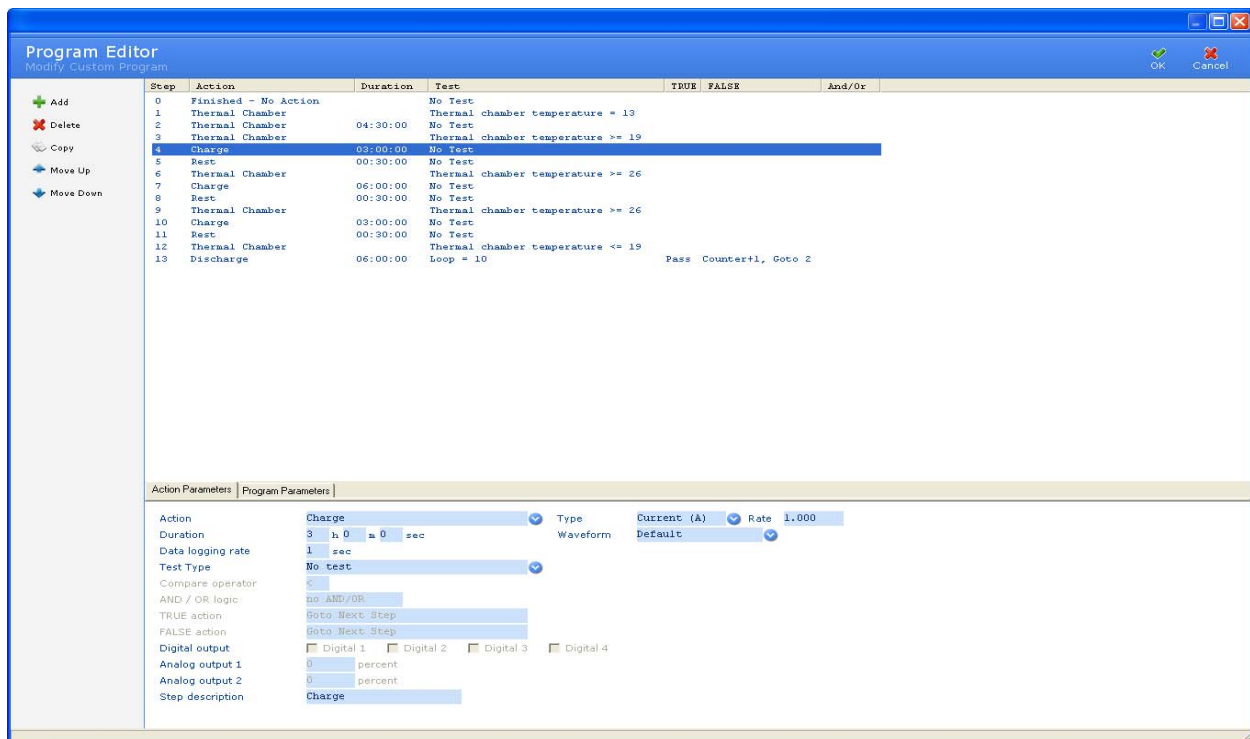 Program Editor
Modify Custom Program
OK Cancel
Add
Delete
Copy
Move Up
Move Down
Step Action Duration Test TRUE FALSE And/Or
0 Finished - No Action No Test
1 Thermal Chamber Thermal chamber temperature = 13
2 Thermal Chamber 04:30:00 No Test
3 Thermal Chamber Thermal chamber temperature >= 19
4 Charge 03:00:00 No Test
5 Rest 00:30:00 No Test
6 Thermal Chamber Thermal chamber temperature >= 26
7 Charge 06:00:00 No Test
8 Rest 00:30:00 No Test
9 Thermal Chamber Thermal chamber temperature >= 26
10 Charge 03:00:00 No Test
11 Rest 00:30:00 No Test
12 Thermal Chamber Thermal chamber temperature <= 19
13 Discharge 06:00:00 Loop = 10 Pass Counter+1, Goto 2
Action Parameters Program Parameters
Action Charge Type Current (A) Rate 1.000
Duration 3 h 0 m 0 sec Waveform Default
Data logging rate 1 sec
Test Type No test
Compare operator <
AND / OR logic no AND/OR
TRUE action Goto Next Step
FALSE action Goto Next Step
Digital output Digital 1 Digital 2 Digital 3 Digital 4
Analog output 1 0 percent
Analog output 2 0 percent
Step description Charge